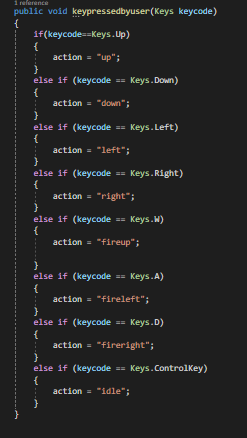 1 reference
public void keypressedbyuser(Keys keycode)
{
if(keycode==Keys.Up)
{
action = "up";
}
else if (keycode == Keys.Down)
{
action = "down";
}
else if (keycode == Keys.Left)
{
action = "left";
}
else if (keycode == Keys.Right)
{
action = "right";
}
else if (keycode == Keys.W)
{
action = "fireup";
}
else if (keycode == Keys.A)
{
action = "fireleft";
}
else if (keycode == Keys.D)
{
action = "fireright";
}
else if (keycode == Keys.ControlKey)
{
action = "idle";
}
}